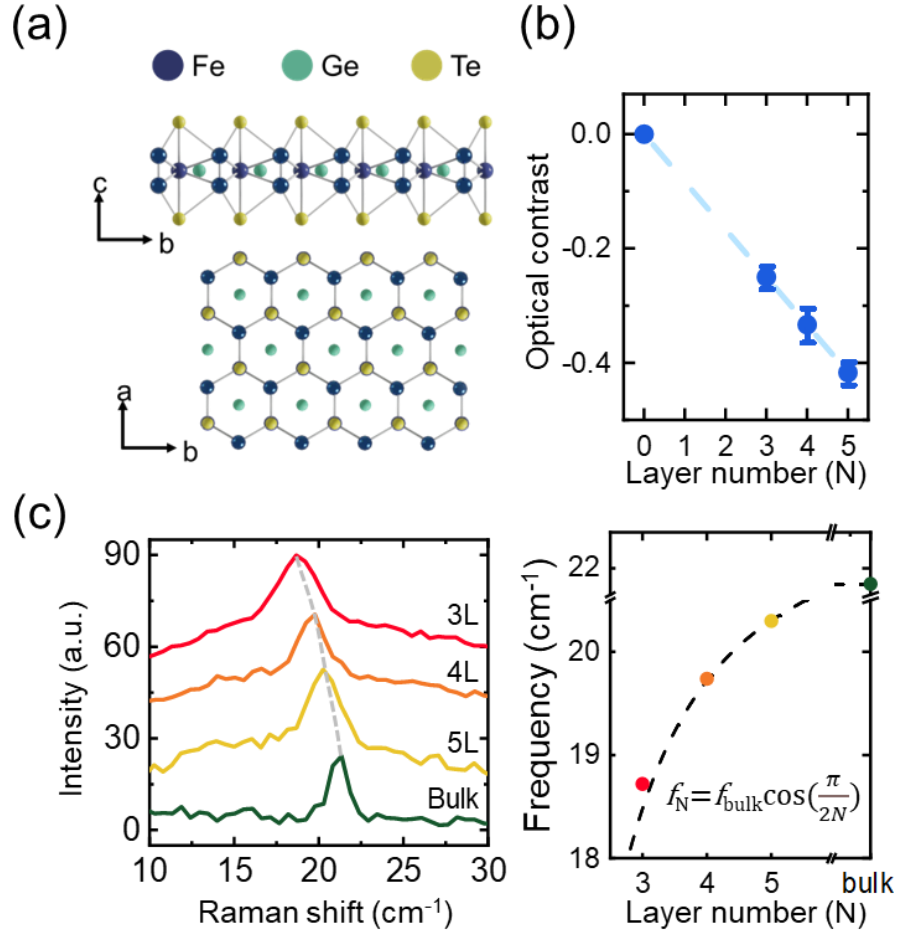 (a)
Fe Ge Te
c
b
a
b
(b)
Optical contrast
0.0
-0.2
-0.4
0 1 2 3 4 5
Layer number (N)
(c)
Intensity (a.u.)
90
60
30
0
3L
4L
5L
Bulk
10 15 20 25 30
Raman shift (cm⁻¹)
Frequency (cm⁻¹)
22
20
19
18
f_N=f_bulk cos(π/2N)
3 4 5 bulk
Layer number (N)